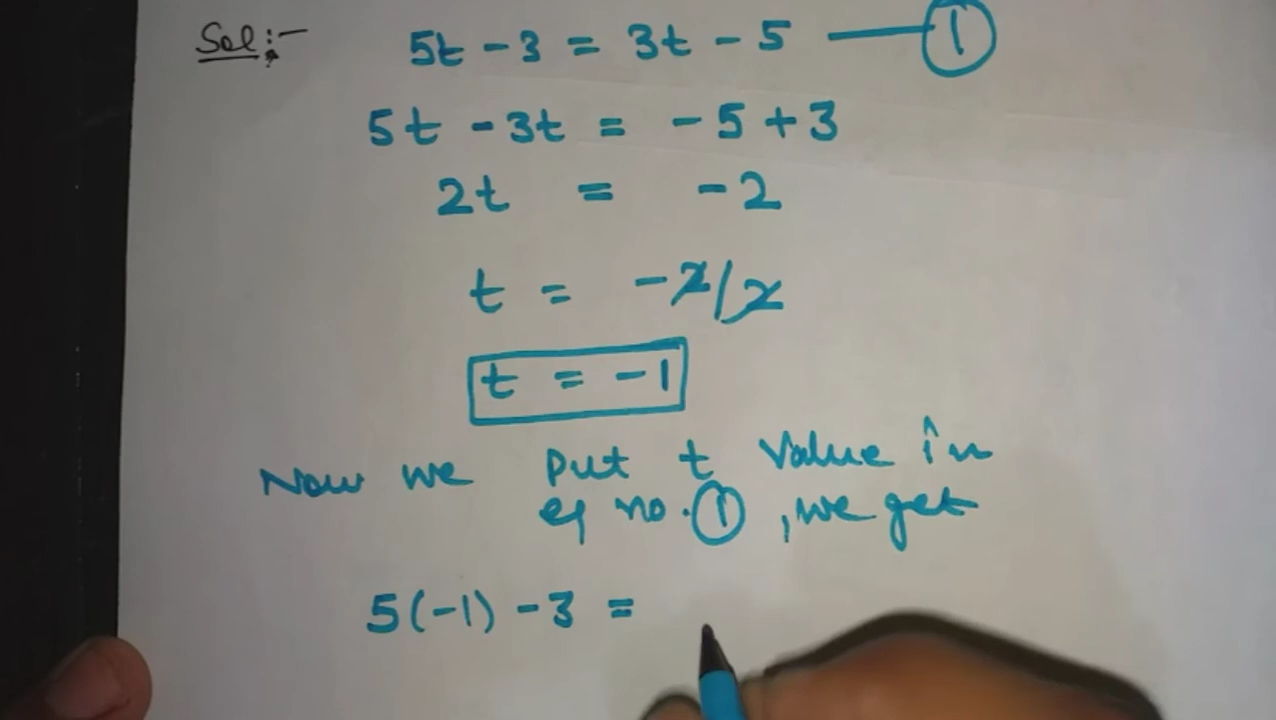 Sol:-
5t - 3 = 3t - 5 —— 1
5t - 3t = - 5 + 3
2t = - 2
t = -2/2
t = -1
Now we put t value in
eq no. 1 , we get
5(-1) - 3 =